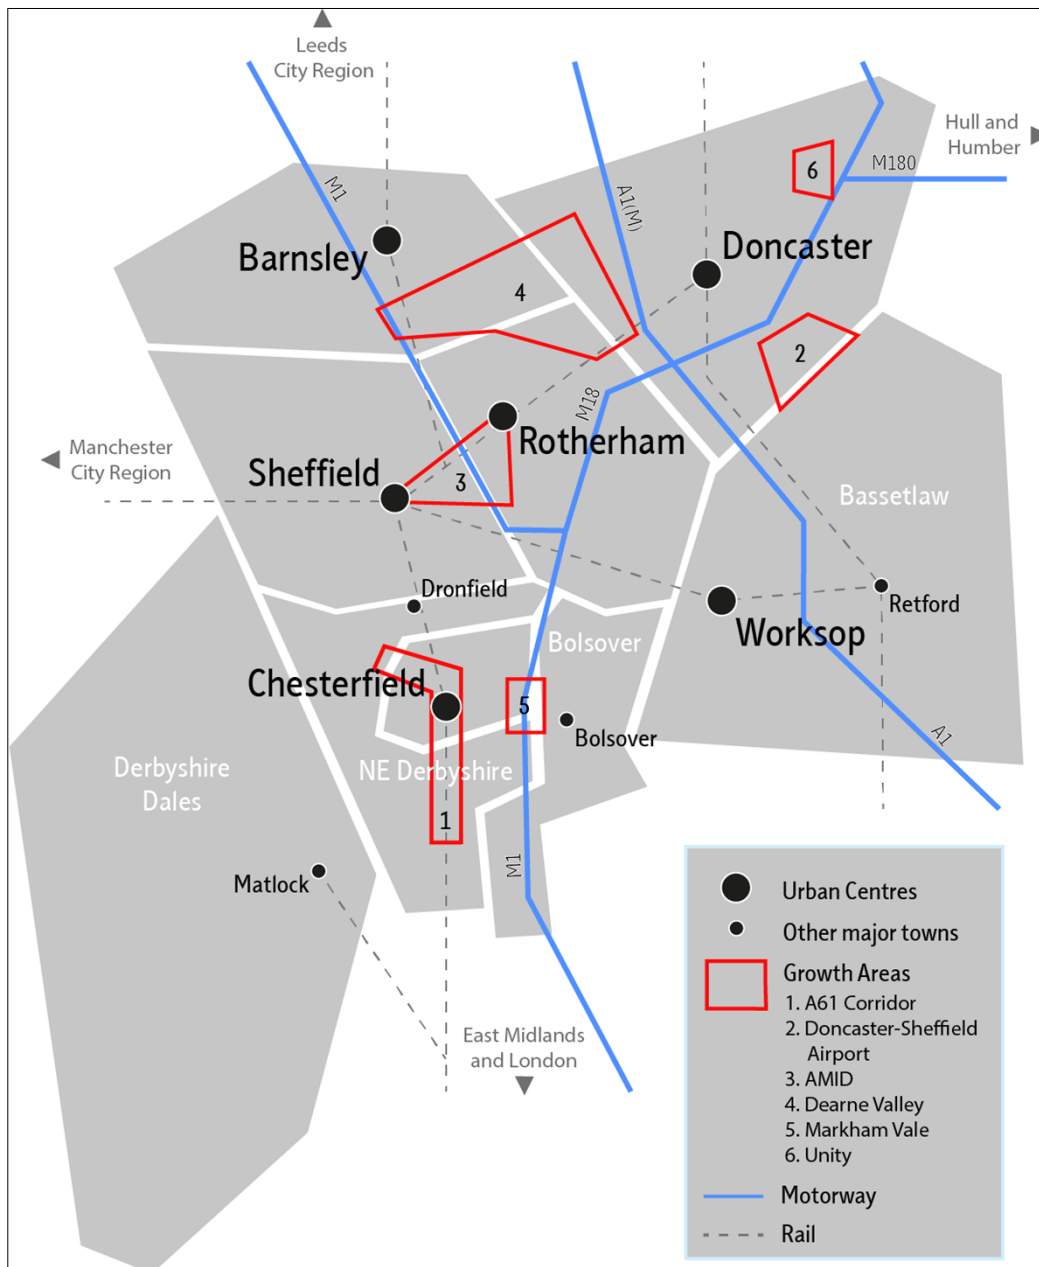 Leeds
City Region
Hull and
Humber
M180
M1
A1(M)
6
Doncaster
Barnsley
4
2
M18
Manchester
City Region
Rotherham
Sheffield
3
Bassetlaw
Dronfield
Retford
Worksop
Bolsover
Chesterfield
5
Bolsover
A1
Derbyshire
Dales
NE Derbyshire
1
M1
Matlock
East Midlands
and London
Urban Centres
Other major towns
Growth Areas
1. A61 Corridor
2. Doncaster-Sheffield
Airport
3. AMID
4. Dearne Valley
5. Markham Vale
6. Unity
Motorway
Rail